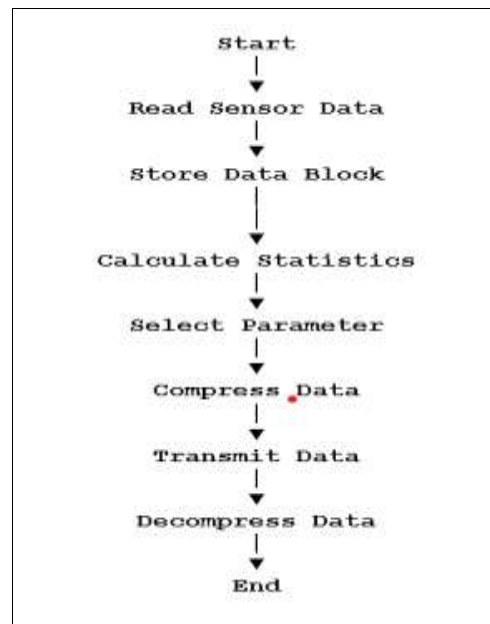 Start
Read Sensor Data
Store Data Block
Calculate Statistics
Select Parameter
Compress Data
Transmit Data
Decompress Data
End